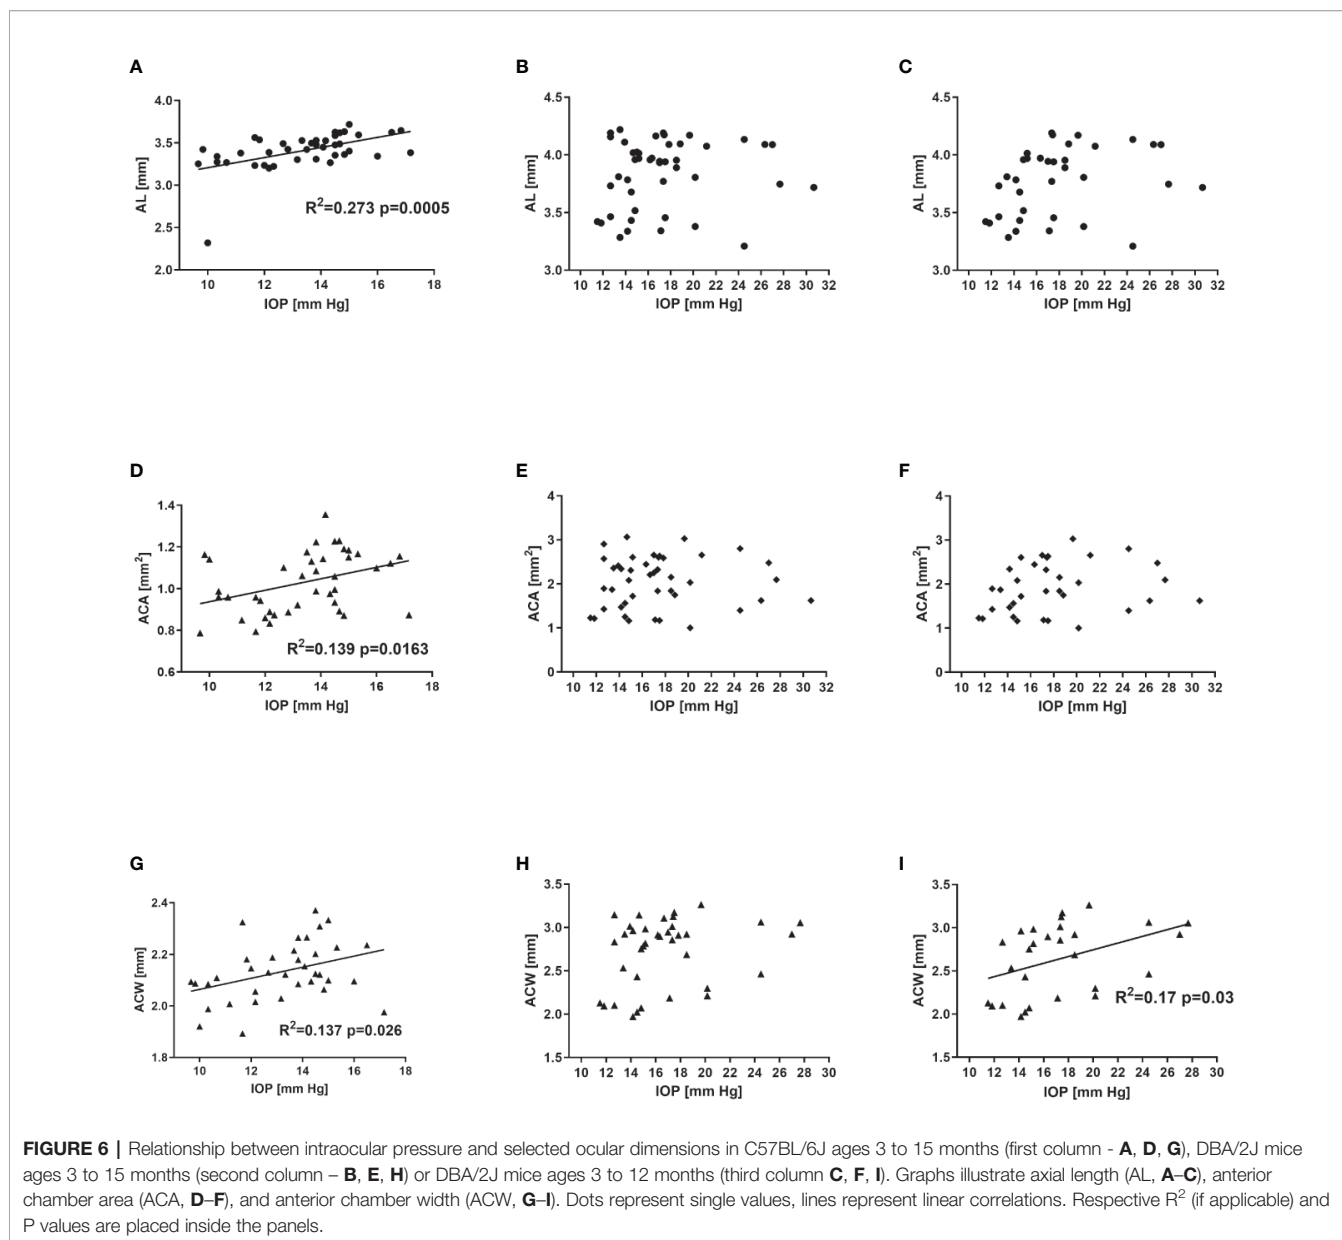 A
B
C
4.0
3.5
3.0
2.5
2.0
AL [mm]
10 12 14 16 18
IOP [mm Hg]
R²=0.273 p=0.0005
4.5
4.0
3.5
3.0
AL [mm]
10 12 14 16 18 20 22 24 26 28 30 32
IOP [mm Hg]
4.5
4.0
3.5
3.0
AL [mm]
10 12 14 16 18 20 22 24 26 28 30 32
IOP [mm Hg]
D
E
F
1.4
1.2
1.0
0.8
0.6
ACA [mm²]
10 12 14 16 18
IOP [mm Hg]
R²=0.139 p=0.0163
4
3
2
1
0
ACA [mm²]
10 12 14 16 18 20 22 24 26 28 30 32
IOP [mm Hg]
4
3
2
1
0
ACA [mm²]
10 12 14 16 18 20 22 24 26 28 30 32
IOP [mm Hg]
G
H
I
2.4
2.2
2.0
1.8
ACW [mm]
10 12 14 16 18
IOP [mm Hg]
R²=0.137 p=0.026
3.5
3.0
2.5
2.0
1.5
ACW [mm]
10 12 14 16 18 20 22 24 26 28 30
IOP [mm Hg]
3.5
3.0
2.5
2.0
1.5
ACW [mm]
10 12 14 16 18 20 22 24 26 28 30
IOP [mm Hg]
R²=0.17 p=0.03
FIGURE 6 | Relationship between intraocular pressure and selected ocular dimensions in C57BL/6J ages 3 to 15 months (first column - A, D, G), DBA/2J mice
ages 3 to 15 months (second column – B, E, H) or DBA/2J mice ages 3 to 12 months (third column C, F, I). Graphs illustrate axial length (AL, A–C), anterior
chamber area (ACA, D–F), and anterior chamber width (ACW, G–I). Dots represent single values, lines represent linear correlations. Respective R² (if applicable) and
P values are placed inside the panels.